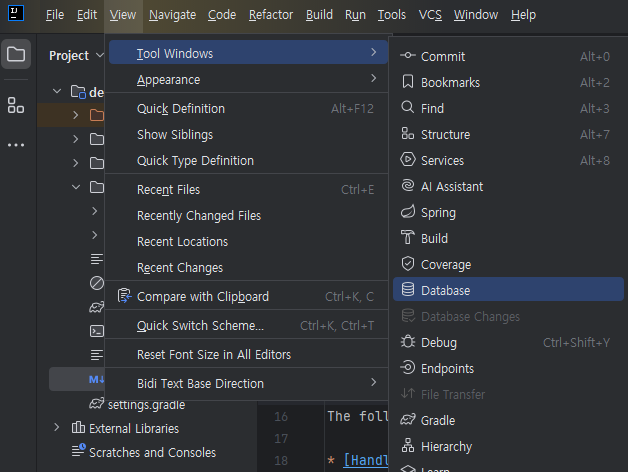 IJ
File Edit View Navigate Code Refactor Build Run Tools VCS Window Help
Project
de
settings.gradle
External Libraries
Scratches and Consoles
Tool Windows
Appearance
Quick Definition Alt+F12
Show Siblings
Quick Type Definition
Recent Files Ctrl+E
Recently Changed Files
Recent Locations
Recent Changes
Compare with Clipboard Ctrl+K, C
Quick Switch Scheme... Ctrl+K, Ctrl+T
Reset Font Size in All Editors
Bidi Text Base Direction
Commit Alt+0
Bookmarks Alt+2
Find Alt+3
Structure Alt+7
Services Alt+8
AI Assistant
Spring
Build
Coverage
Database
Database Changes
Debug Ctrl+Shift+Y
Endpoints
File Transfer
Gradle
Hierarchy
Learn
M↓
16 The foll
17
18 * [Handl